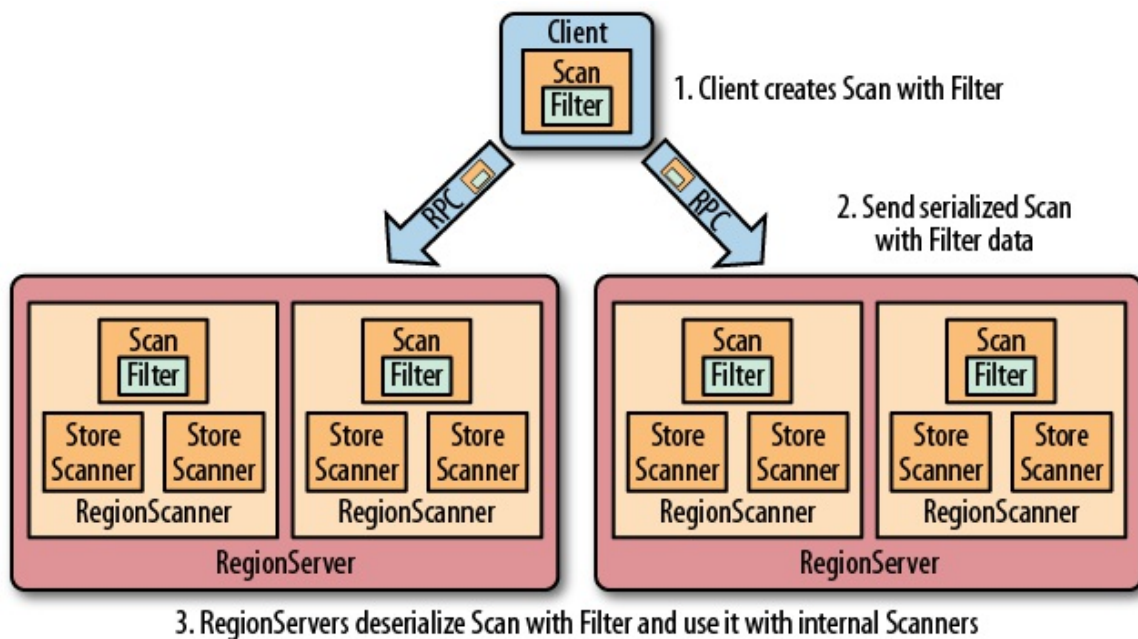 Client
Scan
Filter
1. Client creates Scan with Filter
RPC
RPC
2. Send serialized Scan
with Filter data
Scan
Filter
Store
Scanner
Store
Scanner
RegionScanner
Scan
Filter
Store
Scanner
Store
Scanner
RegionScanner
RegionServer
Scan
Filter
Store
Scanner
Store
Scanner
RegionScanner
Scan
Filter
Store
Scanner
Store
Scanner
RegionScanner
RegionServer
3. RegionServers deserialize Scan with Filter and use it with internal Scanners